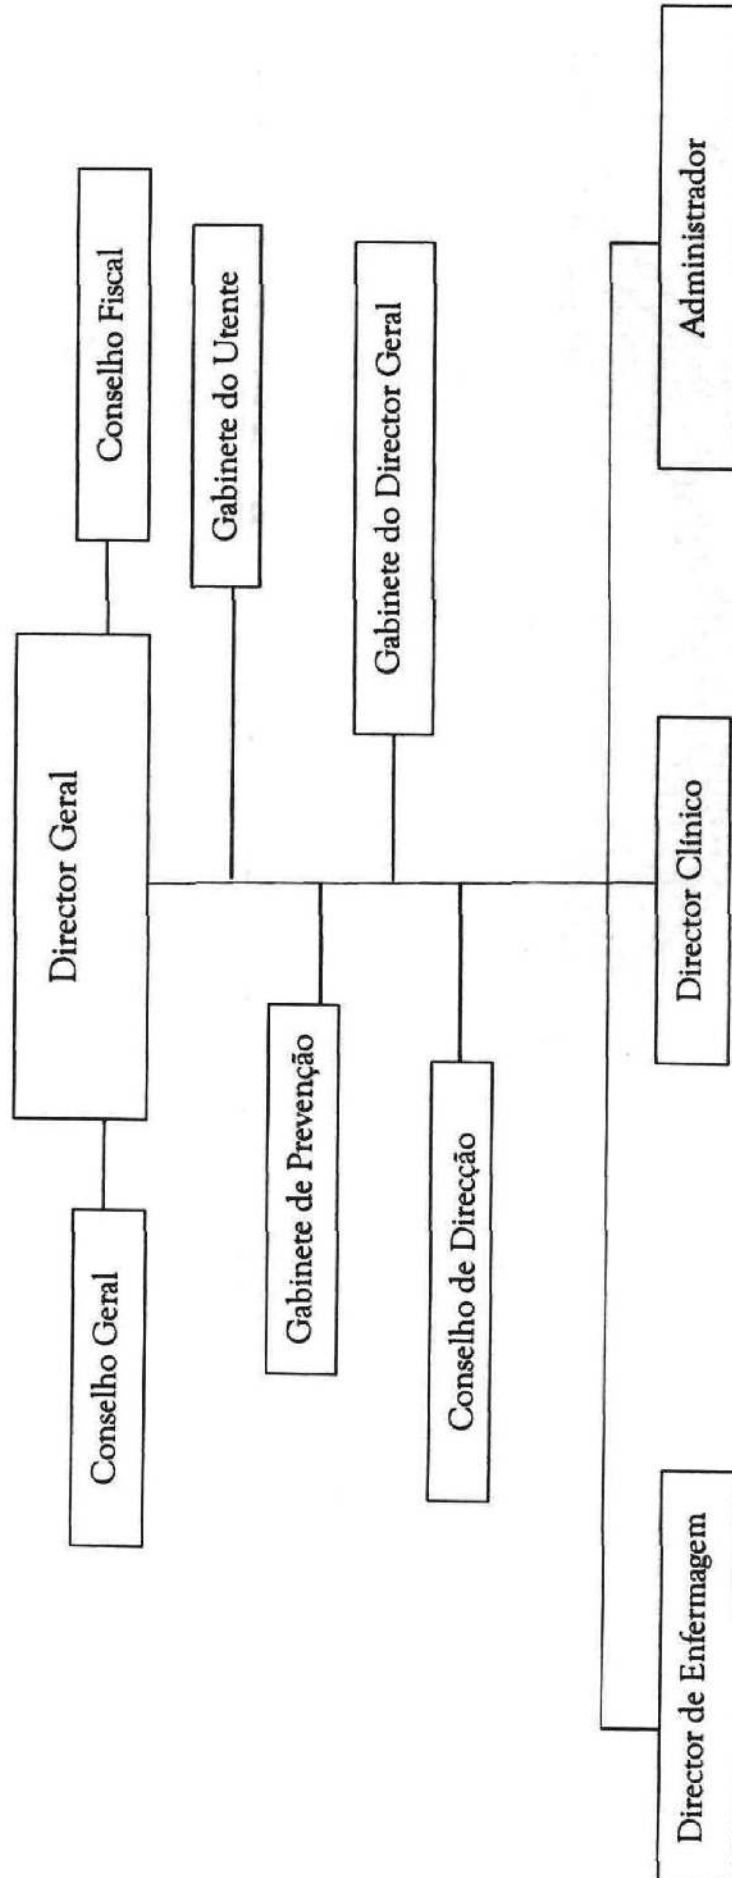 Director Geral
Conselho Geral
Conselho Fiscal
Gabinete do Utente
Gabinete de Prevenção
Gabinete do Director Geral
Conselho de Direcção
Director de Enfermagem
Director Clínico
Administrador